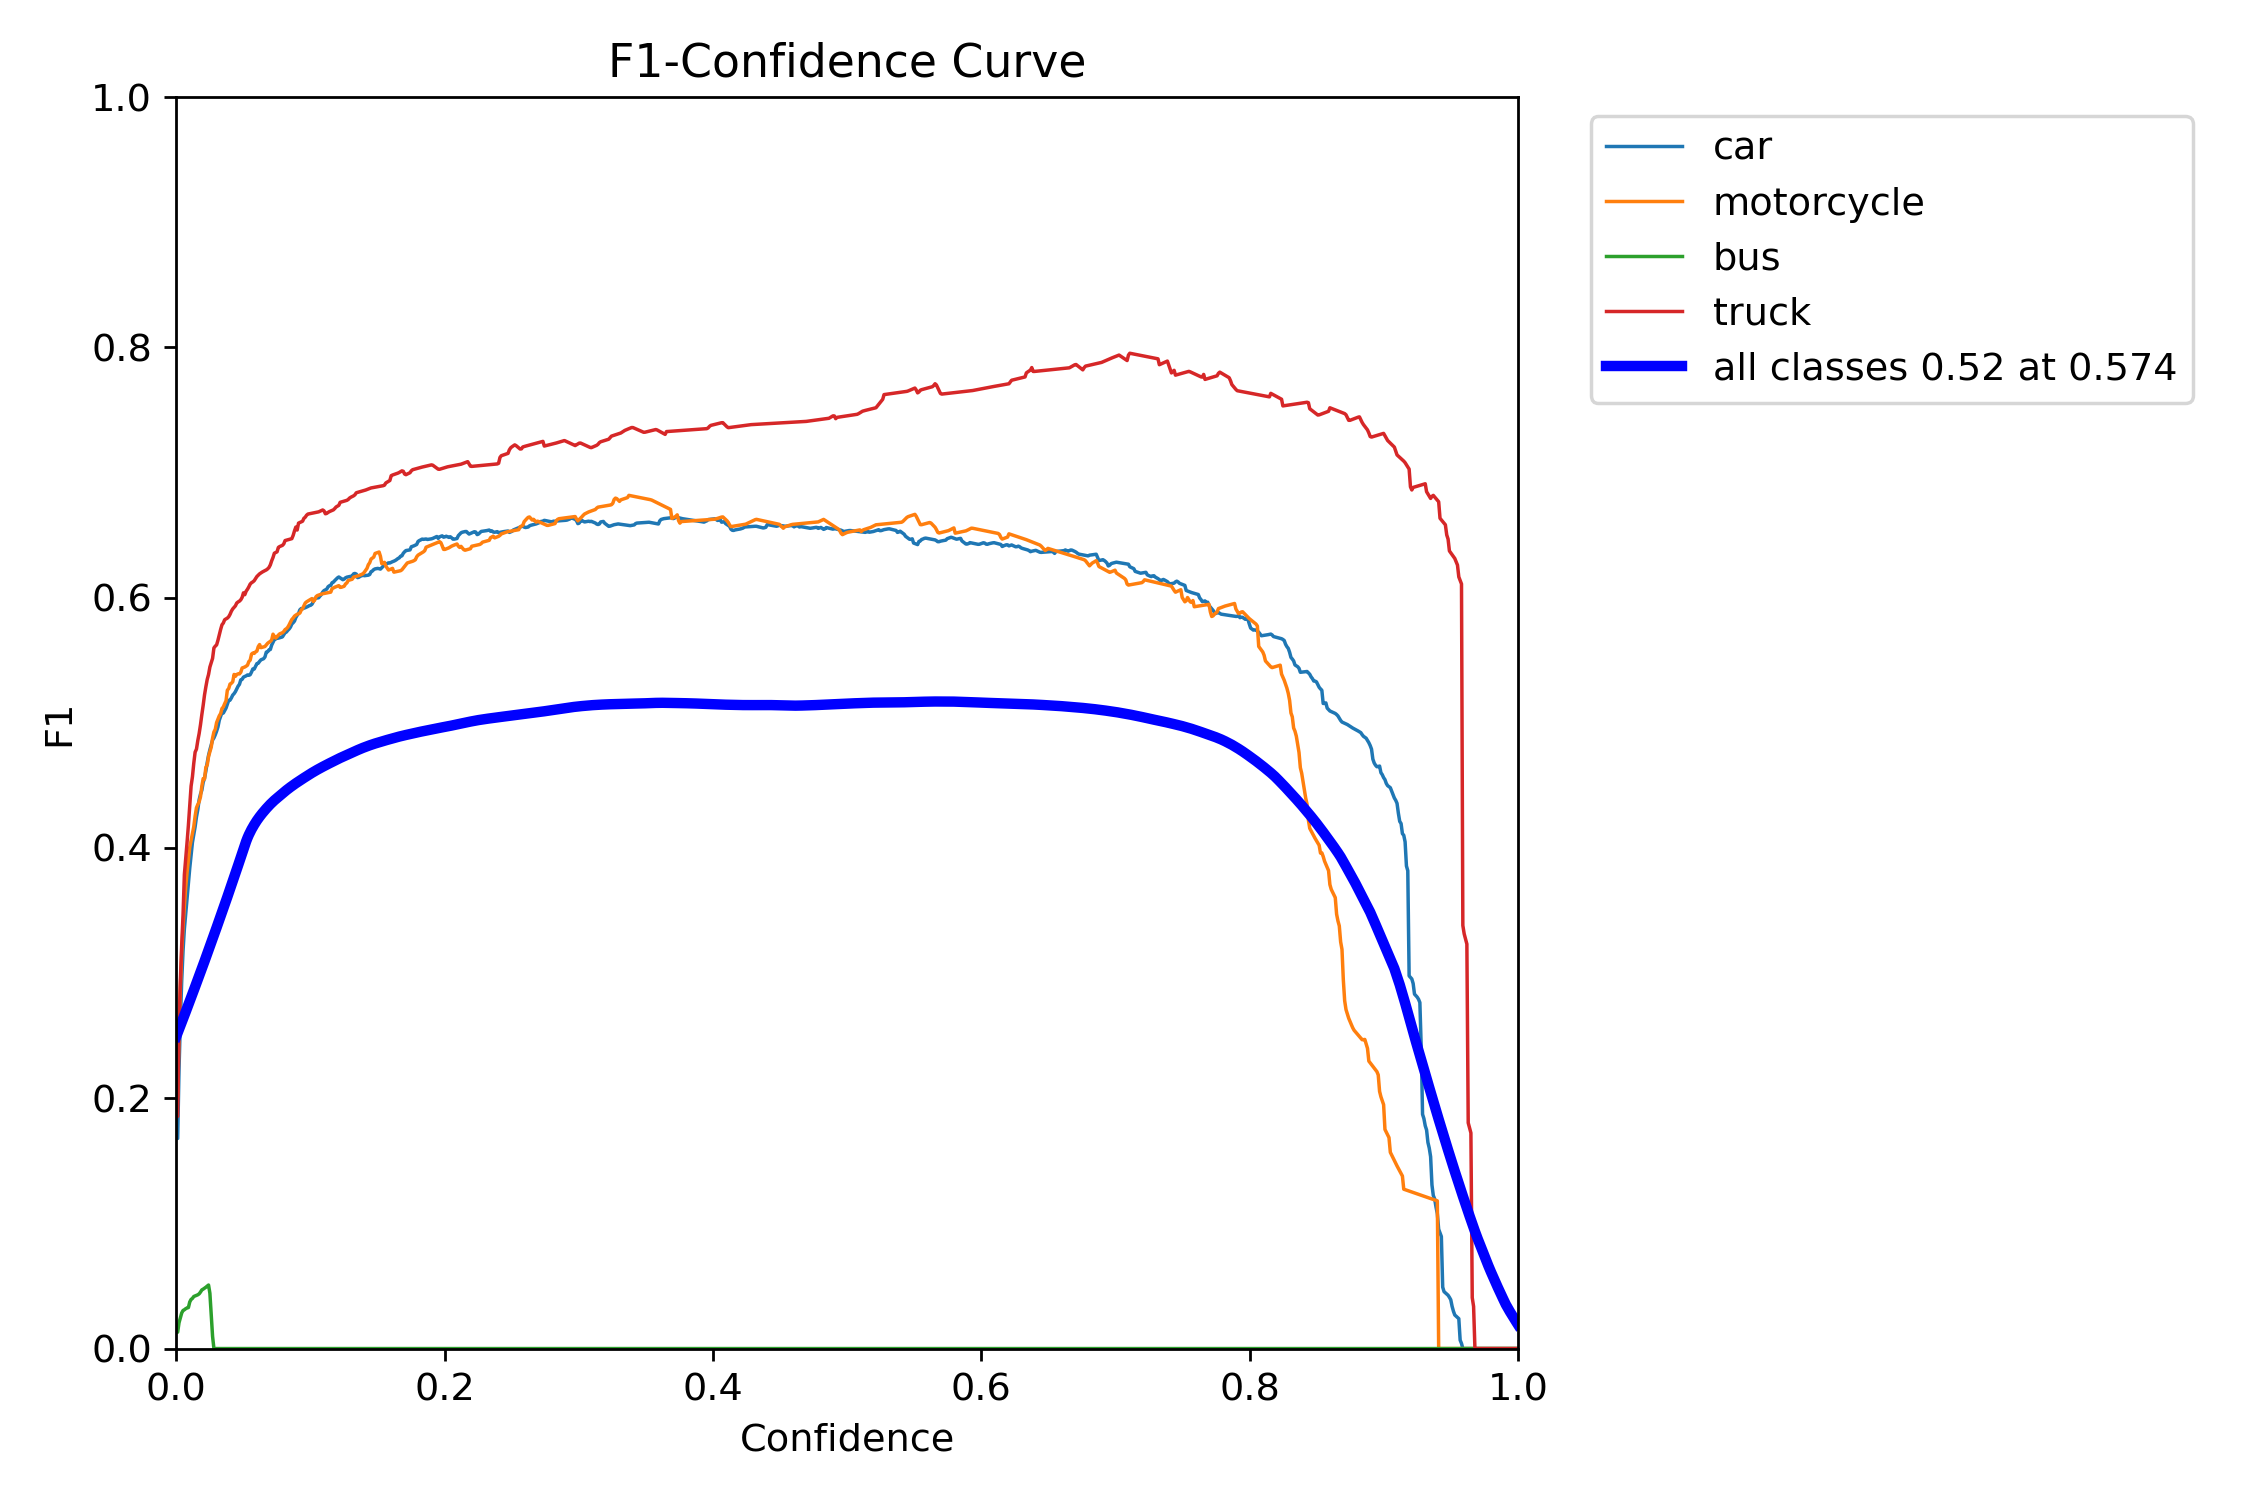 F1-Confidence Curve
1.0
0.8
0.6
0.4
0.2
0.0
F1
0.0 0.2 0.4 0.6 0.8 1.0
Confidence
car
motorcycle
bus
truck
all classes 0.52 at 0.574